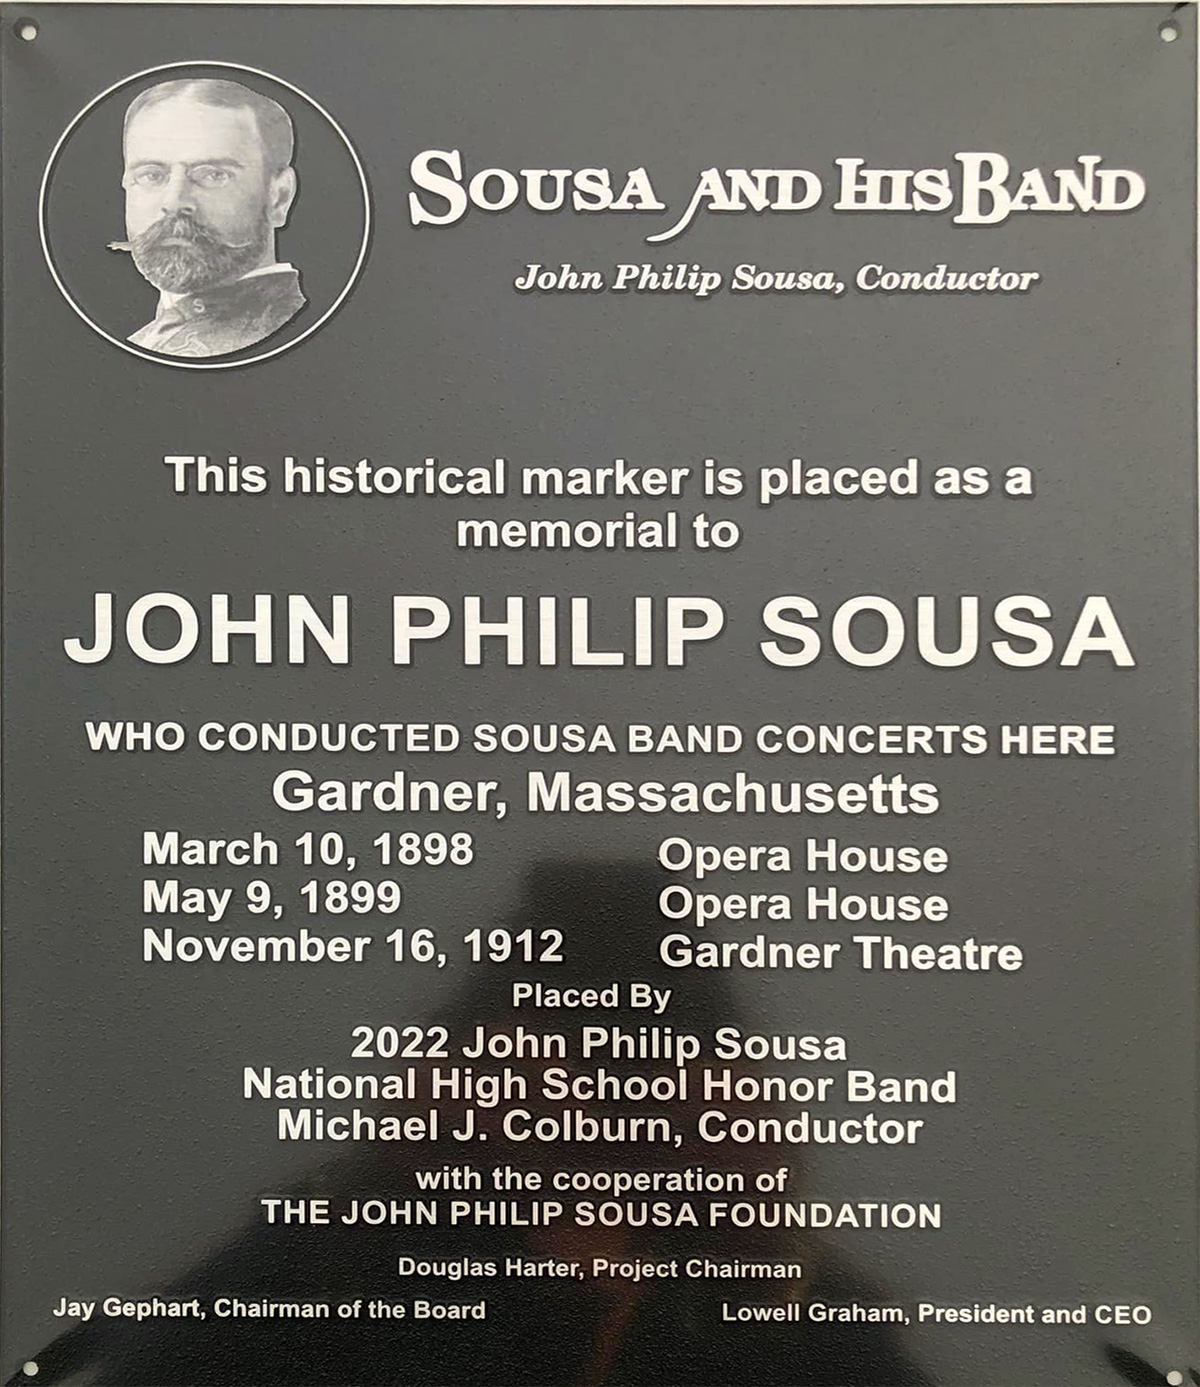 SOUSA AND HIS BAND
John Philip Sousa, Conductor
This historical marker is placed as a
memorial to
JOHN PHILIP SOUSA
WHO CONDUCTED SOUSA BAND CONCERTS HERE
Gardner, Massachusetts
March 10, 1898 Opera House
May 9, 1899 Opera House
November 16, 1912 Gardner Theatre
Placed By
2022 John Philip Sousa
National High School Honor Band
Michael J. Colburn, Conductor
with the cooperation of
THE JOHN PHILIP SOUSA FOUNDATION
Douglas Harter, Project Chairman
Jay Gephart, Chairman of the Board
Lowell Graham, President and CEO